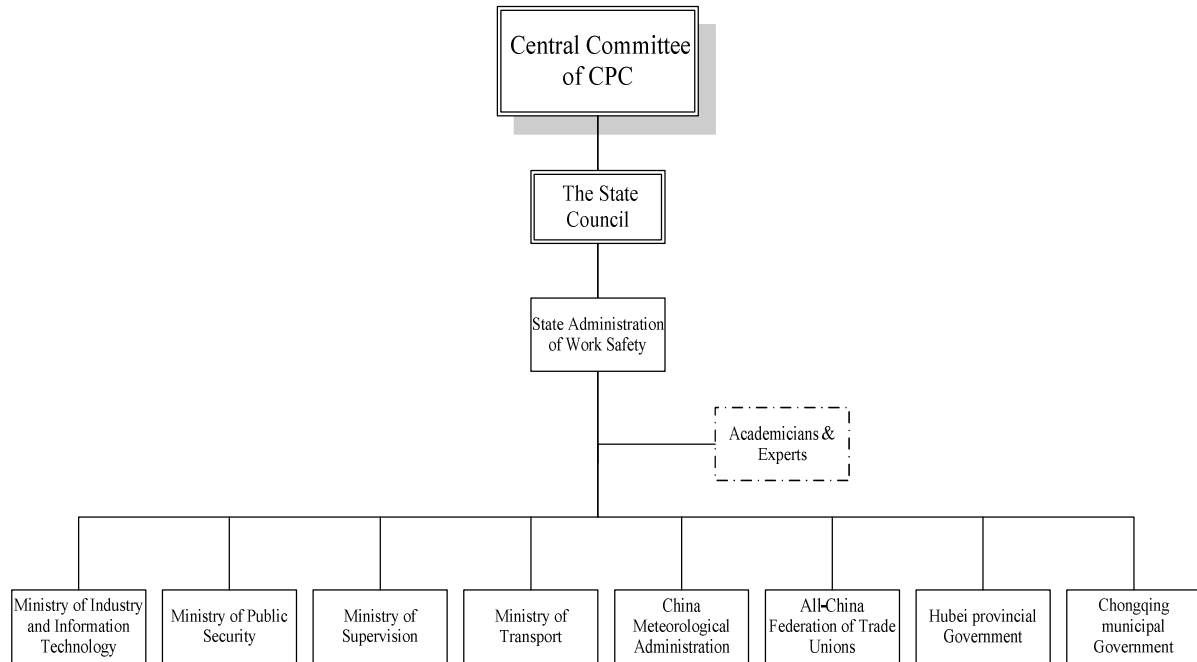 Central Committee
of CPC
The State
Council
State Administration
of Work Safety
Academicians &
Experts
Ministry of Industry
and Information
Technology
Ministry of Public
Security
Ministry of
Supervision
Ministry of
Transport
China
Meteorological
Administration
All-China
Federation of Trade
Unions
Hubei provincial
Government
Chongqing
municipal
Government